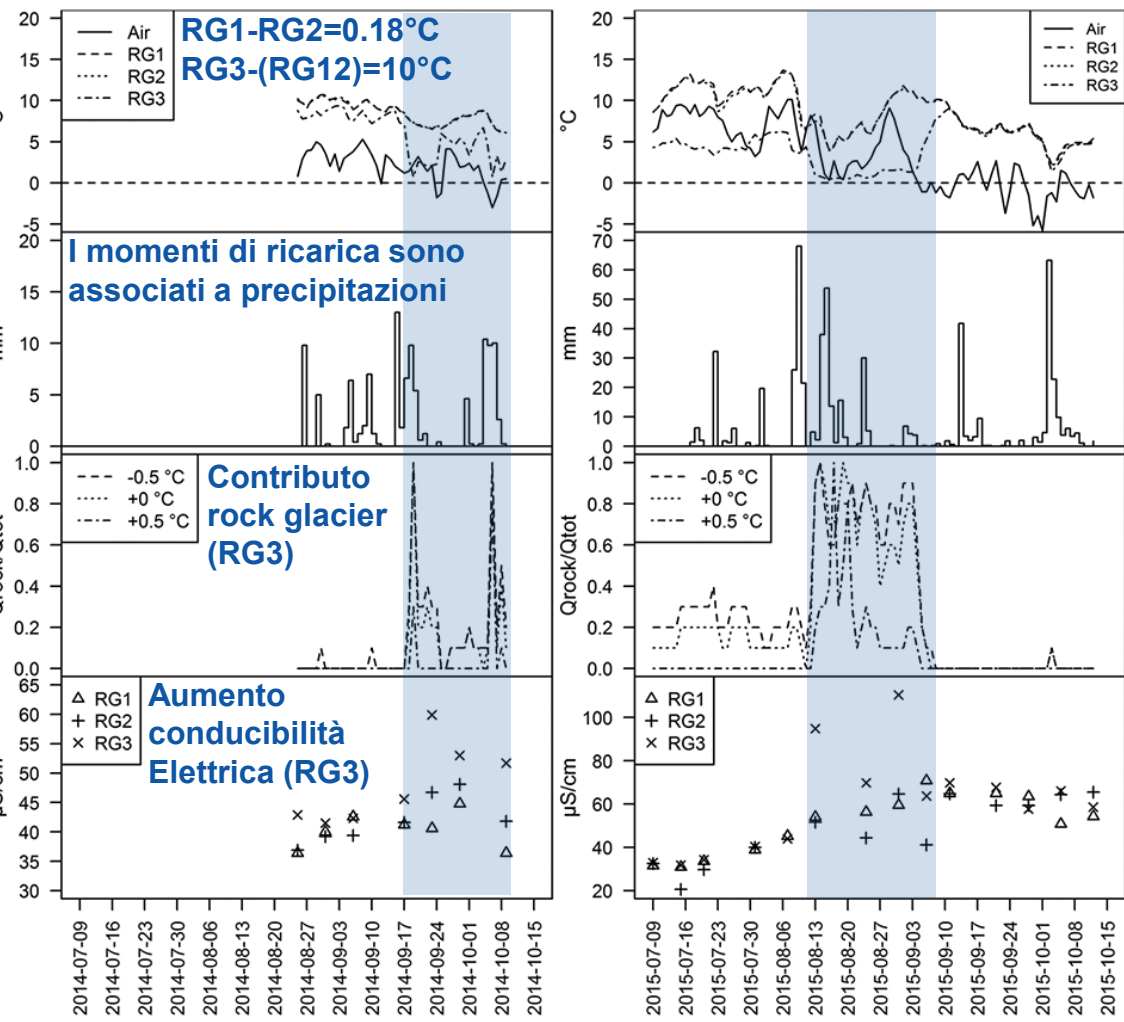 20
15
10
5
0
-5
°C
Air
RG1
RG2
RG3
RG1-RG2=0.18°C
RG3-(RG12)=10°C
20
15
10
5
0
-5
°C
Air
RG1
RG2
RG3
20
15
10
5
0
mm
I momenti di ricarica sono
associati a precipitazioni
70
60
50
40
30
20
10
0
mm
1.0
0.8
0.6
0.4
0.2
0.0
Qrock/Qtot
-0.5 °C
+0 °C
+0.5 °C
Contributo
rock glacier
(RG3)
1.0
0.8
0.6
0.4
0.2
0.0
Qrock/Qtot
-0.5 °C
+0 °C
+0.5 °C
65
60
55
50
45
40
35
30
µS/cm
RG1
RG2
RG3
Aumento
conducibilità
Elettrica (RG3)
100
80
60
40
20
µS/cm
RG1
RG2
RG3
2014-07-09
2014-07-16
2014-07-23
2014-07-30
2014-08-06
2014-08-13
2014-08-20
2014-08-27
2014-09-03
2014-09-10
2014-09-17
2014-09-24
2014-10-01
2014-10-08
2014-10-15
2015-07-09
2015-07-16
2015-07-23
2015-07-30
2015-08-06
2015-08-13
2015-08-20
2015-08-27
2015-09-03
2015-09-10
2015-09-17
2015-09-24
2015-10-01
2015-10-08
2015-10-15